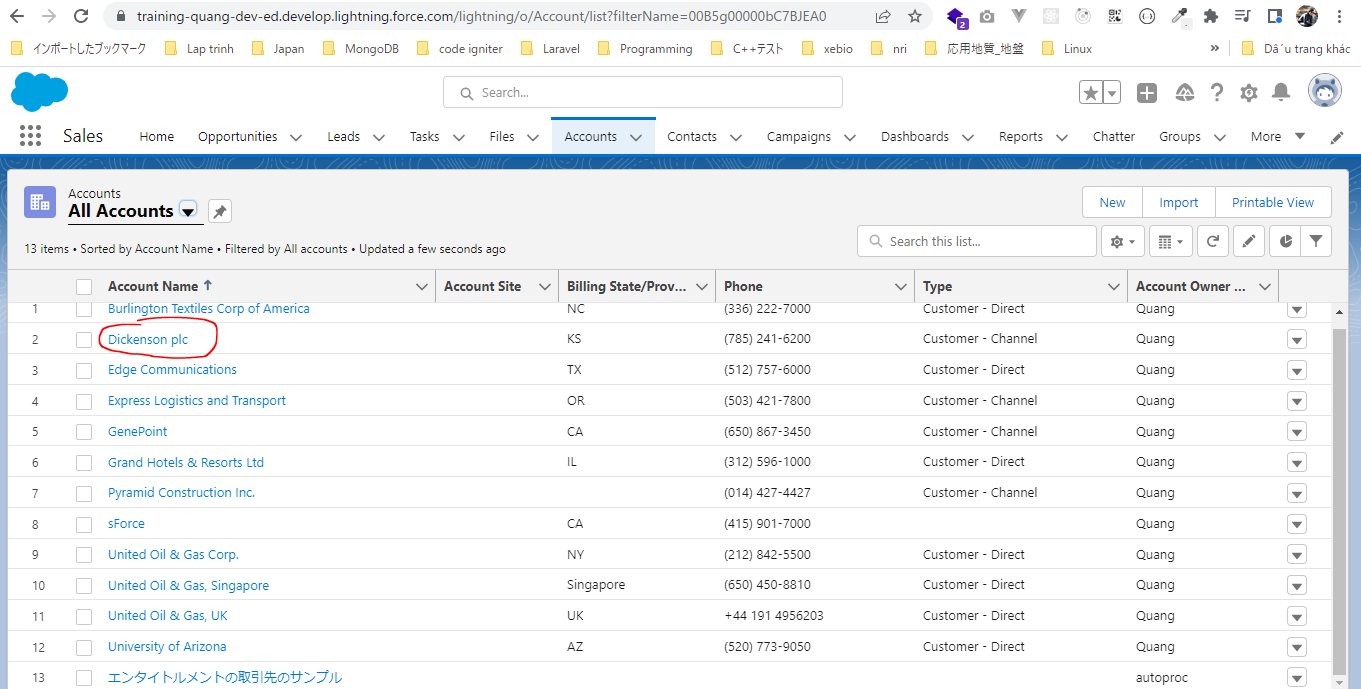 training-quang-dev-ed.develop.lightning.force.com/lightning/o/Account/list?filterName=00B5g00000bC7BJEA0 2
インポートしたブックマーク Lap trinh Japan MongoDB code igniter Laravel Programming C++テスト xebio nri 応用地質_地盤 Linux » Dấu trang khác
Search...
Sales Home Opportunities Leads Tasks Files Accounts Contacts Campaigns Dashboards Reports Chatter Groups More
Accounts
All Accounts New Import Printable View
13 items • Sorted by Account Name • Filtered by All accounts • Updated a few seconds ago Search this list...
Account Name ↑ Account Site Billing State/Prov... Phone Type Account Owner ...
1 Burlington Textiles Corp of America NC (336) 222-7000 Customer - Direct Quang
2 Dickenson plc KS (785) 241-6200 Customer - Channel Quang
3 Edge Communications TX (512) 757-6000 Customer - Direct Quang
4 Express Logistics and Transport OR (503) 421-7800 Customer - Channel Quang
5 GenePoint CA (650) 867-3450 Customer - Channel Quang
6 Grand Hotels & Resorts Ltd IL (312) 596-1000 Customer - Direct Quang
7 Pyramid Construction Inc. (014) 427-4427 Customer - Channel Quang
8 sForce CA (415) 901-7000 Quang
9 United Oil & Gas Corp. NY (212) 842-5500 Customer - Direct Quang
10 United Oil & Gas, Singapore Singapore (650) 450-8810 Customer - Direct Quang
11 United Oil & Gas, UK UK +44 191 4956203 Customer - Direct Quang
12 University of Arizona AZ (520) 773-9050 Customer - Direct Quang
13 エンタイトルメントの取引先のサンプル autoproc